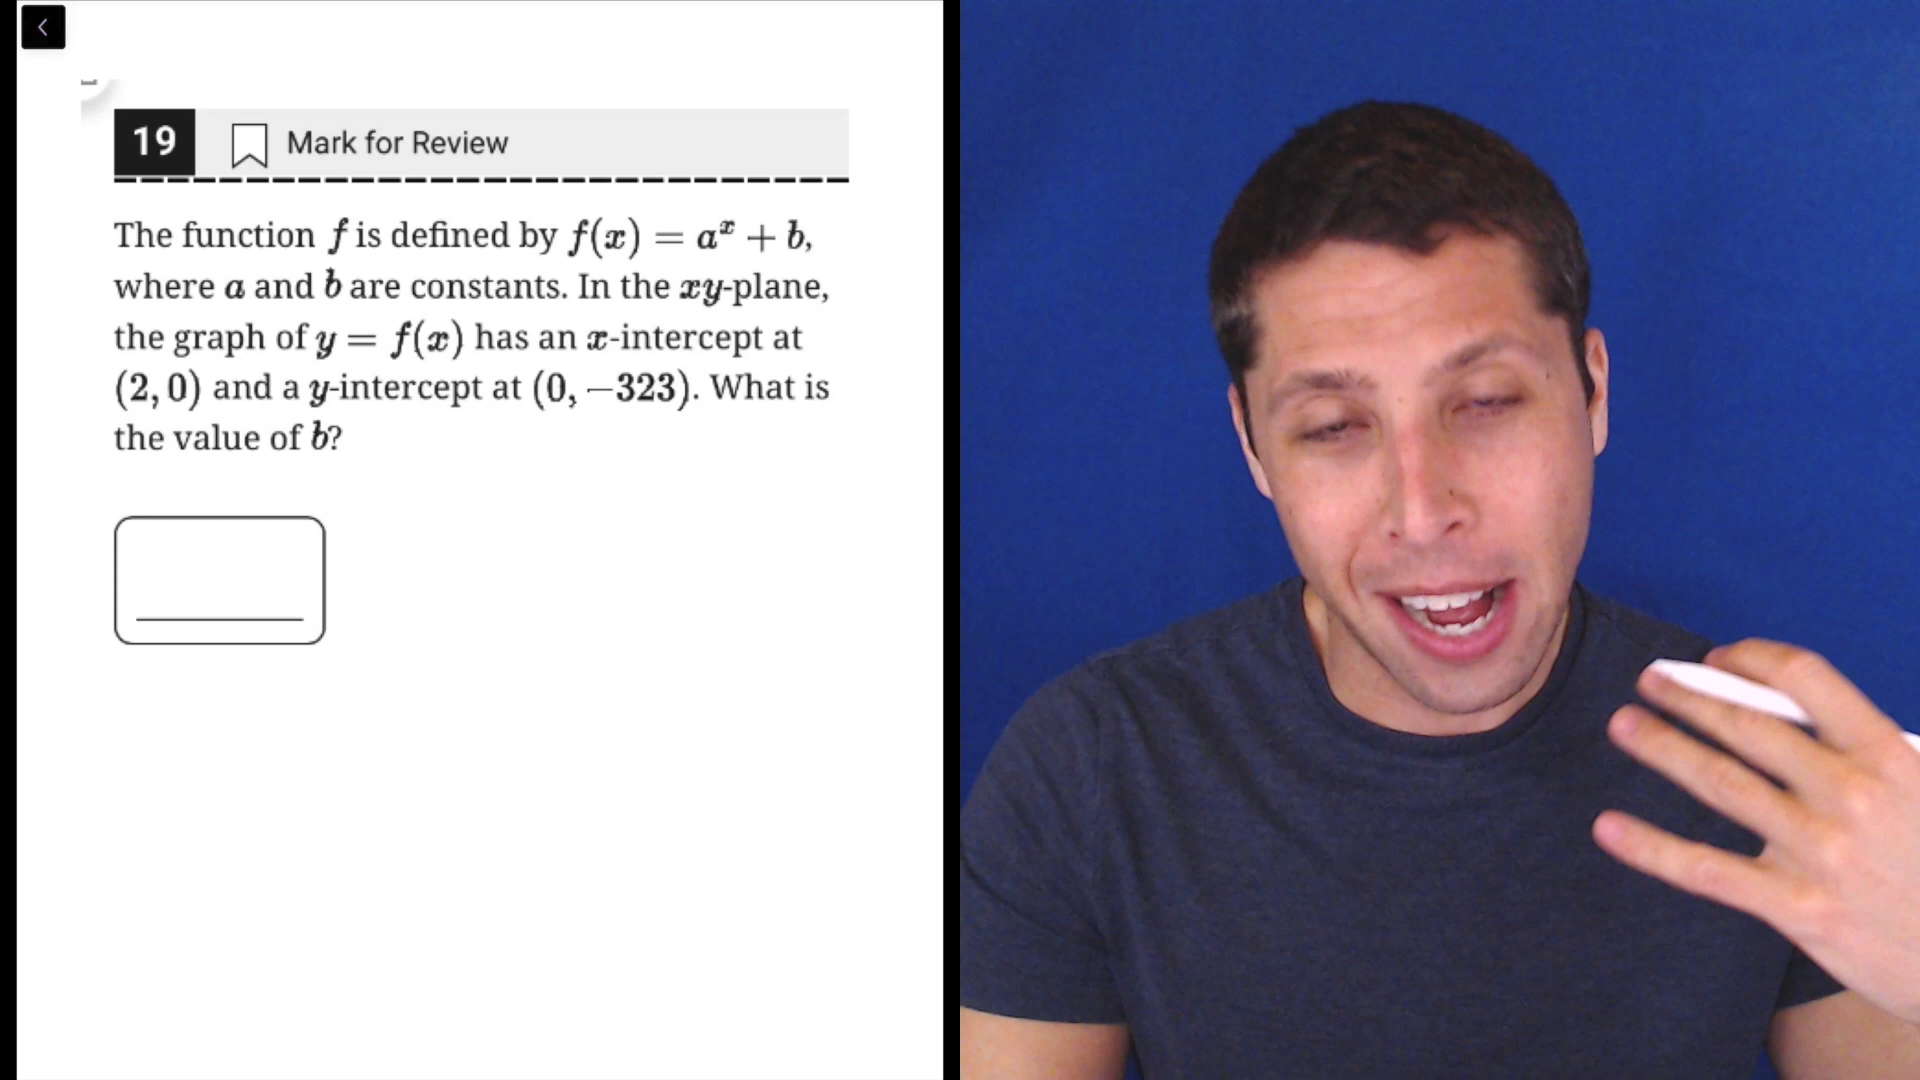 19 Mark for Review
The function f is defined by f(x) = aˣ + b,
where a and b are constants. In the xy-plane,
the graph of y = f(x) has an x-intercept at
(2, 0) and a y-intercept at (0, −323). What is
the value of b?